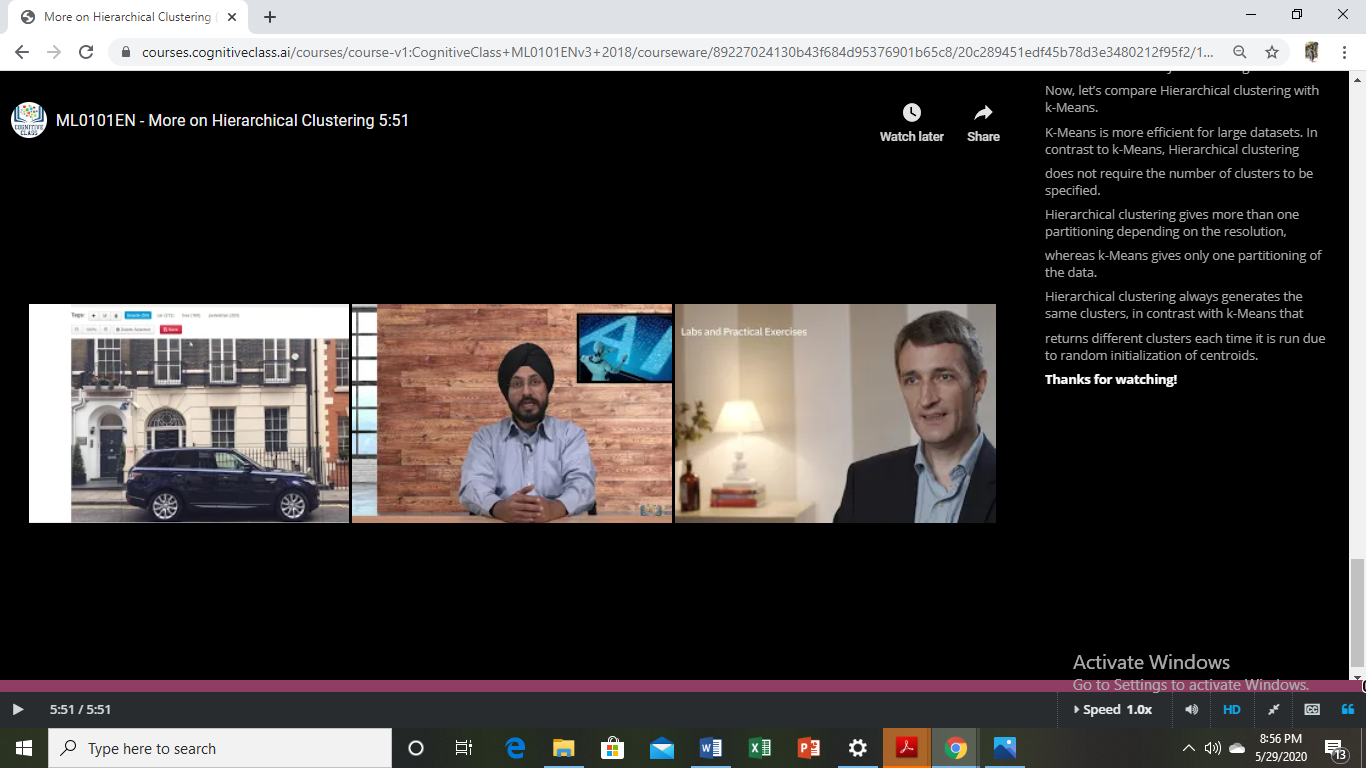 More on Hierarchical Clustering
courses.cognitiveclass.ai/courses/course-v1:CognitiveClass+ML0101ENv3+2018/courseware/89227024130b43f684d95376901b65c8/20c289451edf45b78d3e3480212f95f2/1...
COGNITIVE
CLASS
ML0101EN - More on Hierarchical Clustering 5:51
Watch later
Share
Now, let's compare Hierarchical clustering with
k-Means.
K-Means is more efficient for large datasets. In
contrast to k-Means, Hierarchical clustering
does not require the number of clusters to be
specified.
Hierarchical clustering gives more than one
partitioning depending on the resolution,
whereas k-Means gives only one partitioning of
the data.
Hierarchical clustering always generates the
same clusters, in contrast with k-Means that
returns different clusters each time it is run due
to random initialization of centroids.
Thanks for watching!
Tags:
Labs and Practical Exercises
Activate Windows
Go to Settings to activate Windows.
5:51 / 5:51
Speed 1.0x
HD
Type here to search
8:56 PM
5/29/2020
13